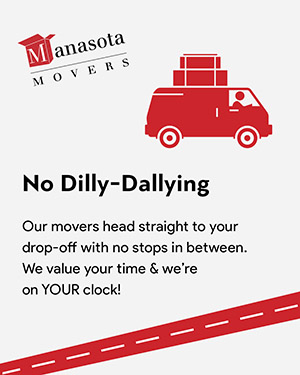 Manasota
MOVERS
No Dilly-Dallying
Our movers head straight to your
drop-off with no stops in between.
We value your time & we're
on YOUR clock!